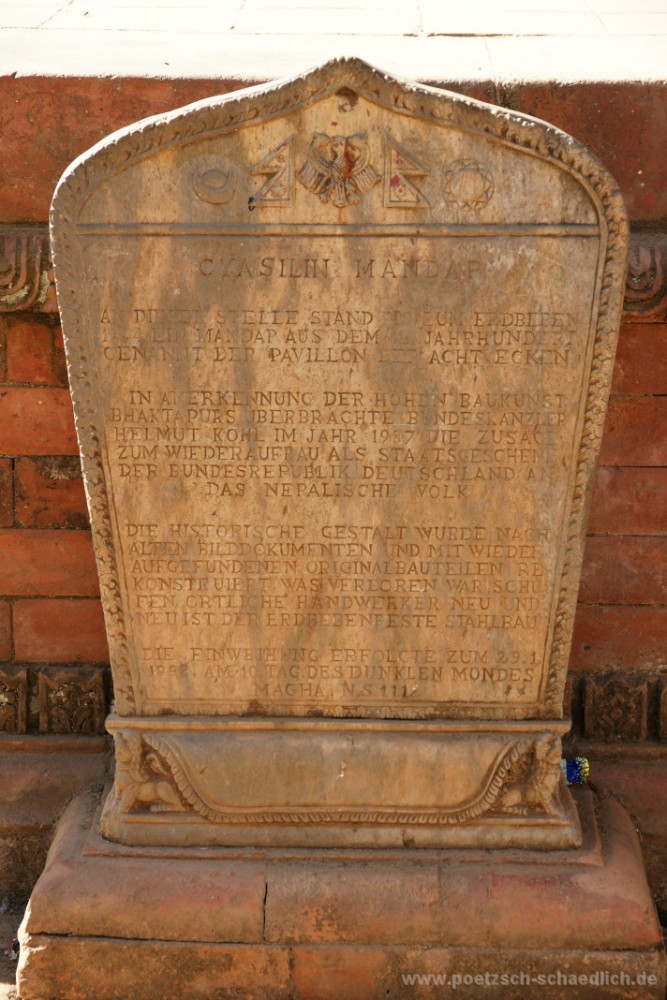 CYASILIN MANDAP
AN DIESER STELLE STAND BIS ZUM ERDBEBEN
EIN MANDAP AUS DEM JAHRHUNDERT
GENANNT DER PAVILLON DER ACHT ECKEN
IN ANERKENNUNG DER HOHEN BAUKUNST
BHAKTAPURS ÜBERBRACHTE BUNDESKANZLER
HELMUT KOHL IM JAHR 1987 DIE ZUSAGE
ZUM WIEDERAUFBAU ALS STAATSGESCHENK
DER BUNDESREPUBLIK DEUTSCHLAND AN
DAS NEPALISCHE VOLK
DIE HISTORISCHE GESTALT WURDE NACH
ALTEN BILDDOKUMENTEN UND MIT WIEDER
AUFGEFUNDENEN ORIGINALBAUTEILEN RE
KONSTRUIERT. WAS VERLOREN WAR SCHU
FEN ÖRTLICHE HANDWERKER NEU UND
NEU IST DER ERDBEBENFESTE STAHLBAU
DIE EINWEIHUNG ERFOLGTE ZUM 29.1
AM 10. TAG DES DUNKLEN MONDES
MAGHA, N.S.
www.poetzsch-schaedlich.de